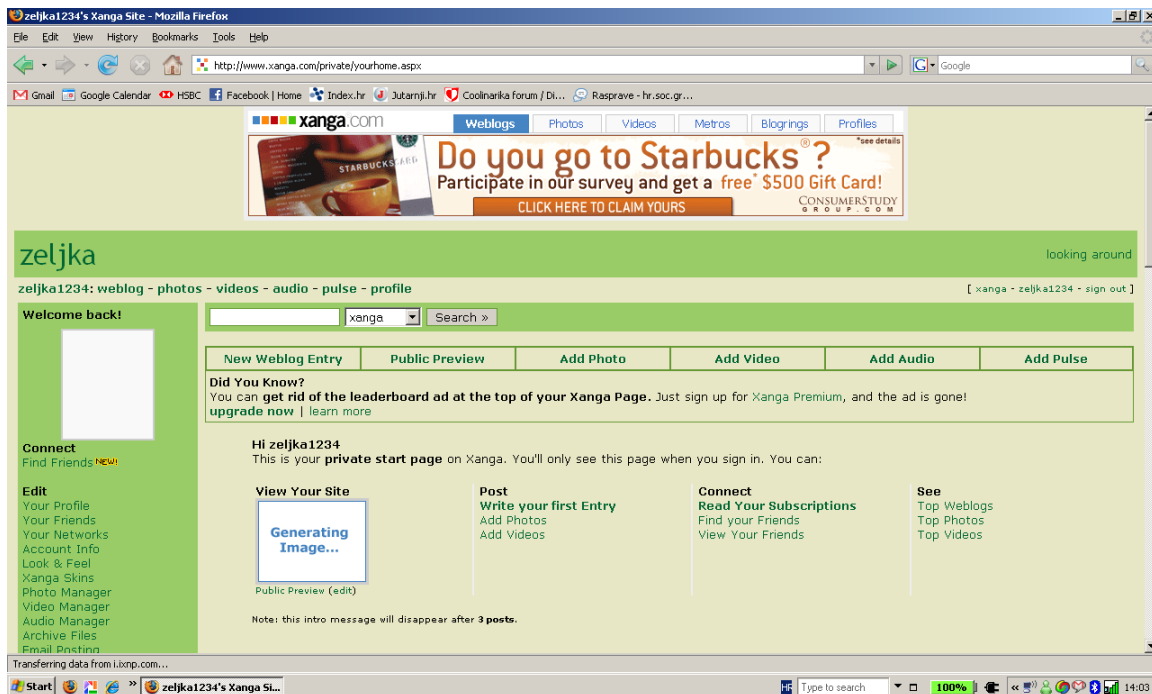 zeljka1234's Xanga Site - Mozilla Firefox
File Edit View History Bookmarks Tools Help
http://www.xanga.com/private/yourhome.aspx
G Google
Gmail Google Calendar HSBC Facebook | Home Index.hr Jutarnji.hr Coolinarika forum / Di... Rasprave - hr.soc.gr...
xanga.com Weblogs Photos Videos Metros Blogrings Profiles
STARBUCKS CARD
Do you go to Starbucks®?
*see details
Participate in our survey and get a free* $500 Gift Card!
CLICK HERE TO CLAIM YOURS
CONSUMERSTUDY
GROUP.COM
zeljka
looking around
zeljka1234: weblog - photos - videos - audio - pulse - profile
[ xanga - zeljka1234 - sign out ]
Welcome back!
xanga Search »
New Weblog Entry Public Preview Add Photo Add Video Add Audio Add Pulse
Did You Know?
You can get rid of the leaderboard ad at the top of your Xanga Page. Just sign up for Xanga Premium, and the ad is gone!
upgrade now | learn more
Connect
Find Friends NEW!
Edit
Your Profile
Your Friends
Your Networks
Account Info
Look & Feel
Xanga Skins
Photo Manager
Video Manager
Audio Manager
Archive Files
Email Posting
Hi zeljka1234
This is your private start page on Xanga. You'll only see this page when you sign in. You can:
View Your Site
Generating
Image...
Public Preview (edit)
Post
Write your first Entry
Add Photos
Add Videos
Connect
Read Your Subscriptions
Find your Friends
View Your Friends
See
Top Weblogs
Top Photos
Top Videos
Note: this intro message will disappear after 3 posts.
Transferring data from i.ixnp.com...
Start zeljka1234's Xanga Si... HR Type to search 100% 14:03